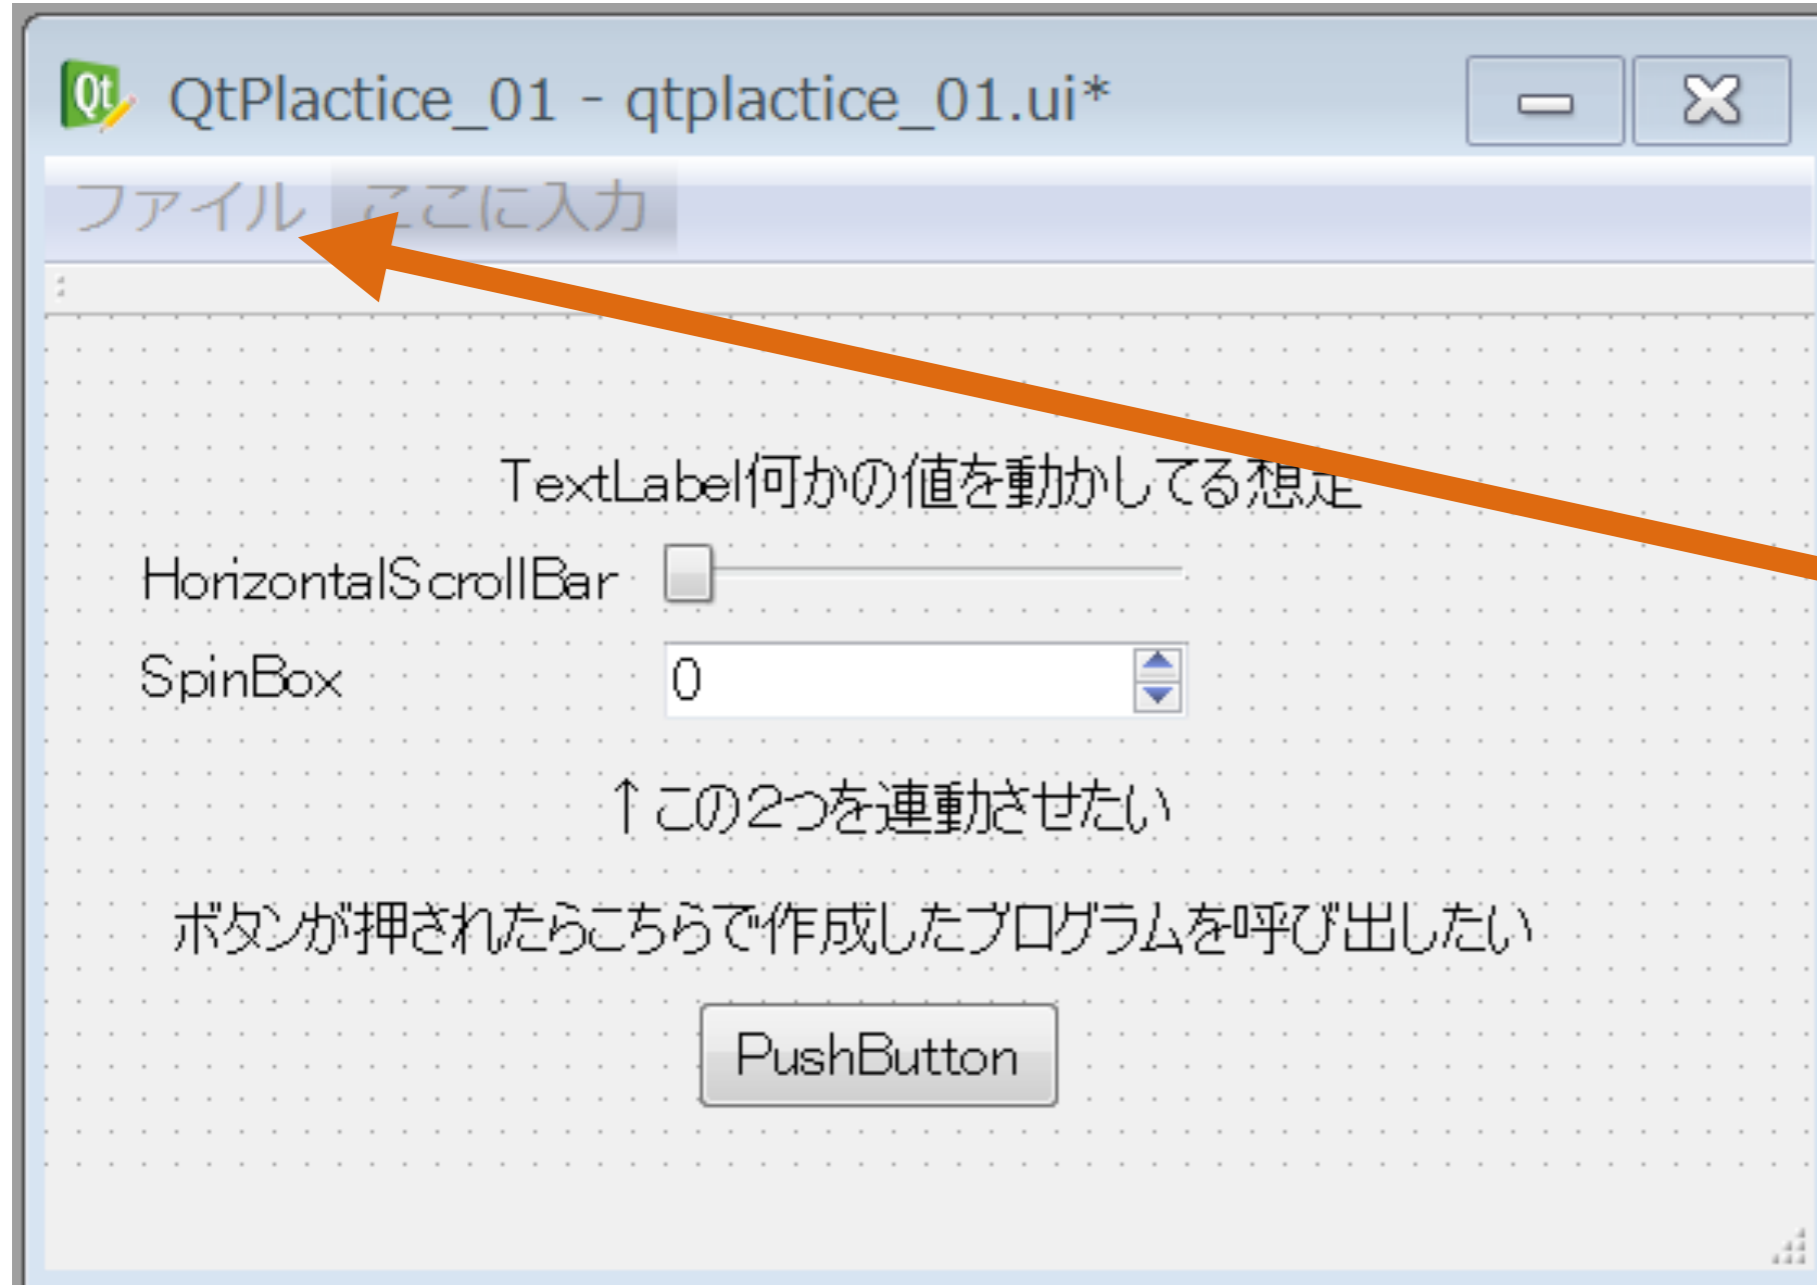 Qt QtPlactice_01 - qtplactice_01.ui*
ファイル ここに入力
TextLabel何かの値を動かしてる想定
HorizontalScrollBar
SpinBox 0
↑この2つを連動させたい
ボタンが押されたらこちらで作成したプログラムを呼び出したい
PushButton